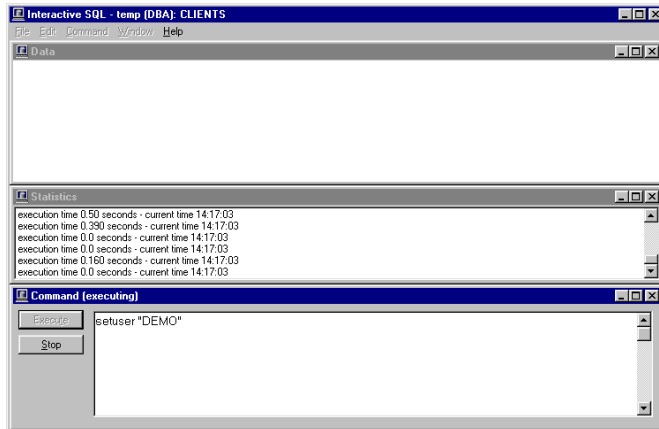 Interactive SQL - temp (DBA): CLIENTS
File Edit Command Window Help
Data
Statistics
execution time 0.50 seconds - current time 14:17:03
execution time 0.390 seconds - current time 14:17:03
execution time 0.0 seconds - current time 14:17:03
execution time 0.0 seconds - current time 14:17:03
execution time 0.160 seconds - current time 14:17:03
execution time 0.0 seconds - current time 14:17:03
Command (executing)
Execute
setuser "DEMO"
Stop